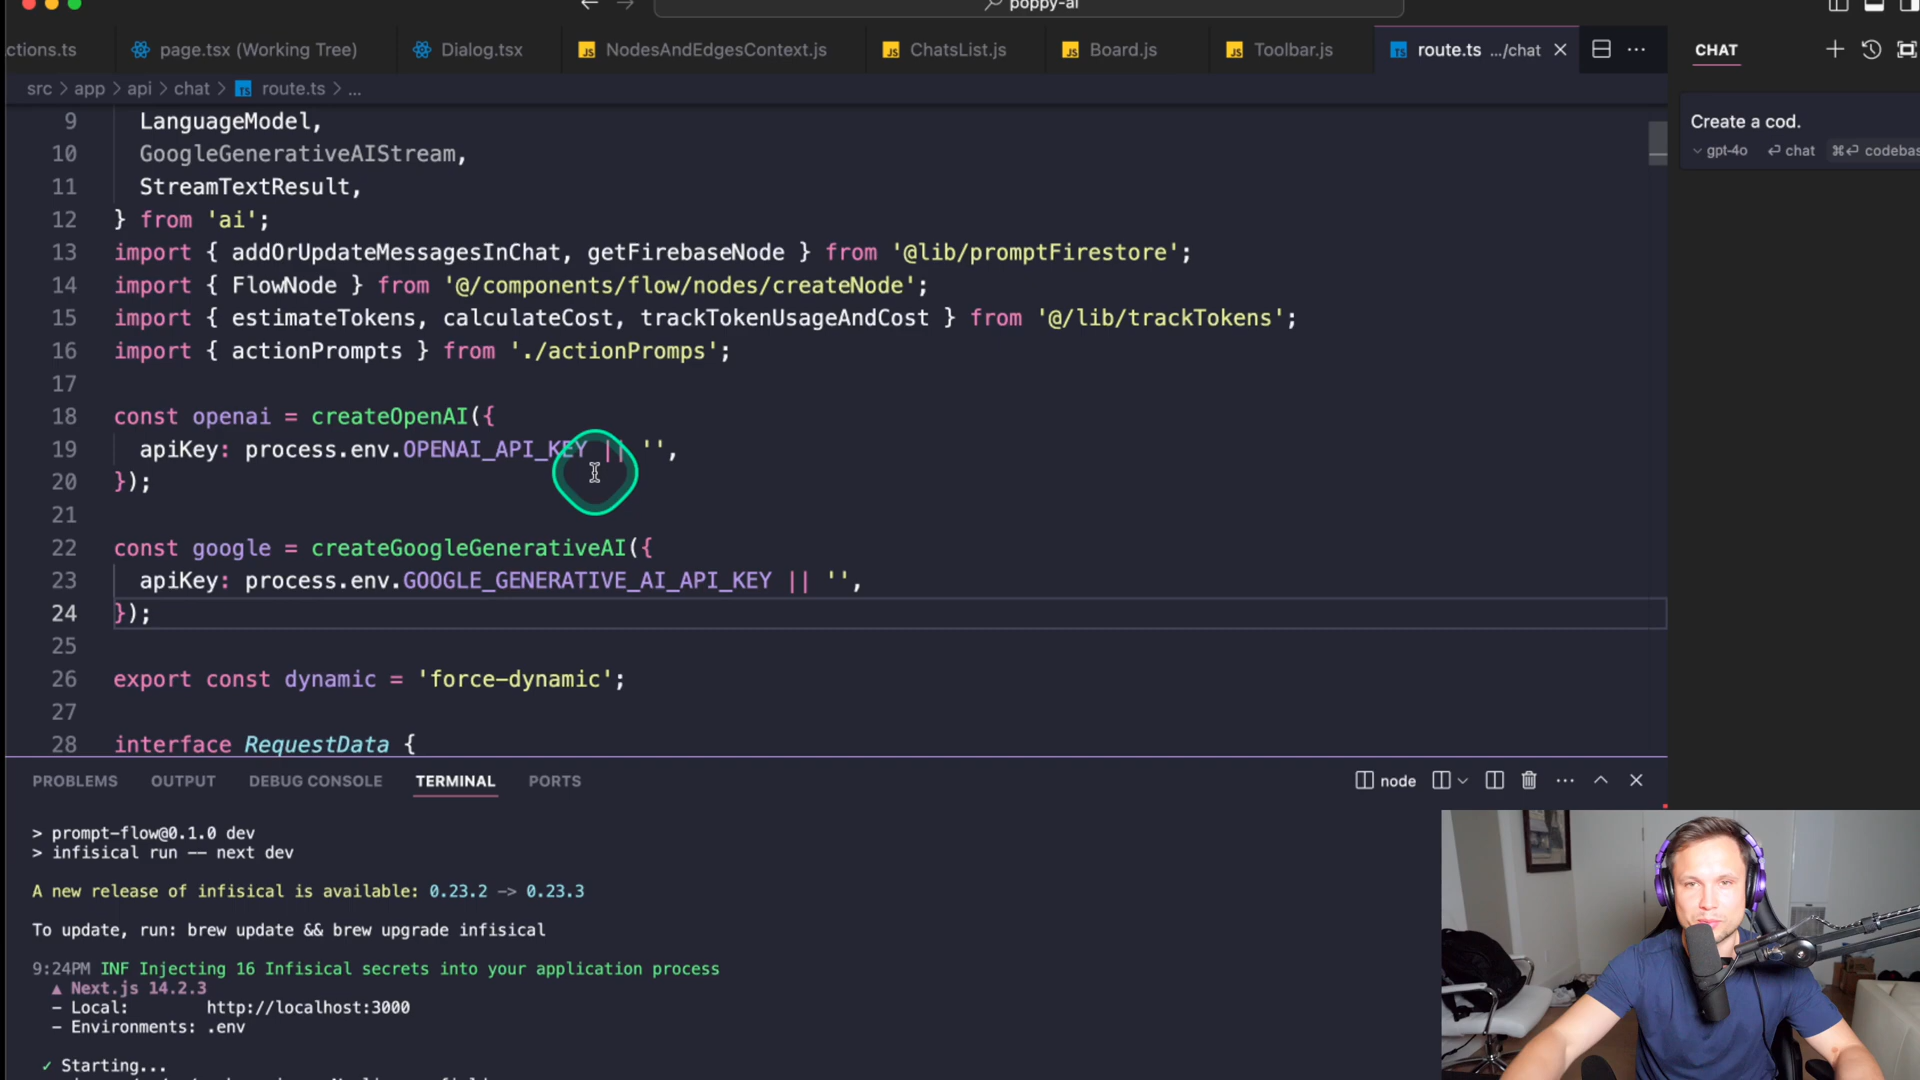 poppy-ai
ctions.ts
page.tsx (Working Tree)
Dialog.tsx
JS NodesAndEdgesContext.js
JS ChatsList.js
JS Board.js
JS Toolbar.js
TS route.ts .../chat
CHAT
src > app > api > chat > TS route.ts > ...
Create a cod.
gpt-4o chat codebas
9 LanguageModel,
10 GoogleGenerativeAIStream,
11 StreamTextResult,
12 } from 'ai';
13 import { addOrUpdateMessagesInChat, getFirebaseNode } from '@lib/promptFirestore';
14 import { FlowNode } from '@/components/flow/nodes/createNode';
15 import { estimateTokens, calculateCost, trackTokenUsageAndCost } from '@/lib/trackTokens';
16 import { actionPrompts } from './actionPromps';
17
18 const openai = createOpenAI({
19 apiKey: process.env.OPENAI_API_KEY || '',
20 });
21
22 const google = createGoogleGenerativeAI({
23 apiKey: process.env.GOOGLE_GENERATIVE_AI_API_KEY || '',
24 });
25
26 export const dynamic = 'force-dynamic';
27
28 interface RequestData {
PROBLEMS OUTPUT DEBUG CONSOLE TERMINAL PORTS
node
> prompt-flow@0.1.0 dev
> infisical run -- next dev
A new release of infisical is available: 0.23.2 -> 0.23.3
To update, run: brew update && brew upgrade infisical
9:24PM INF Injecting 16 Infisical secrets into your application process
▲ Next.js 14.2.3
- Local: http://localhost:3000
- Environments: .env
✓ Starting...